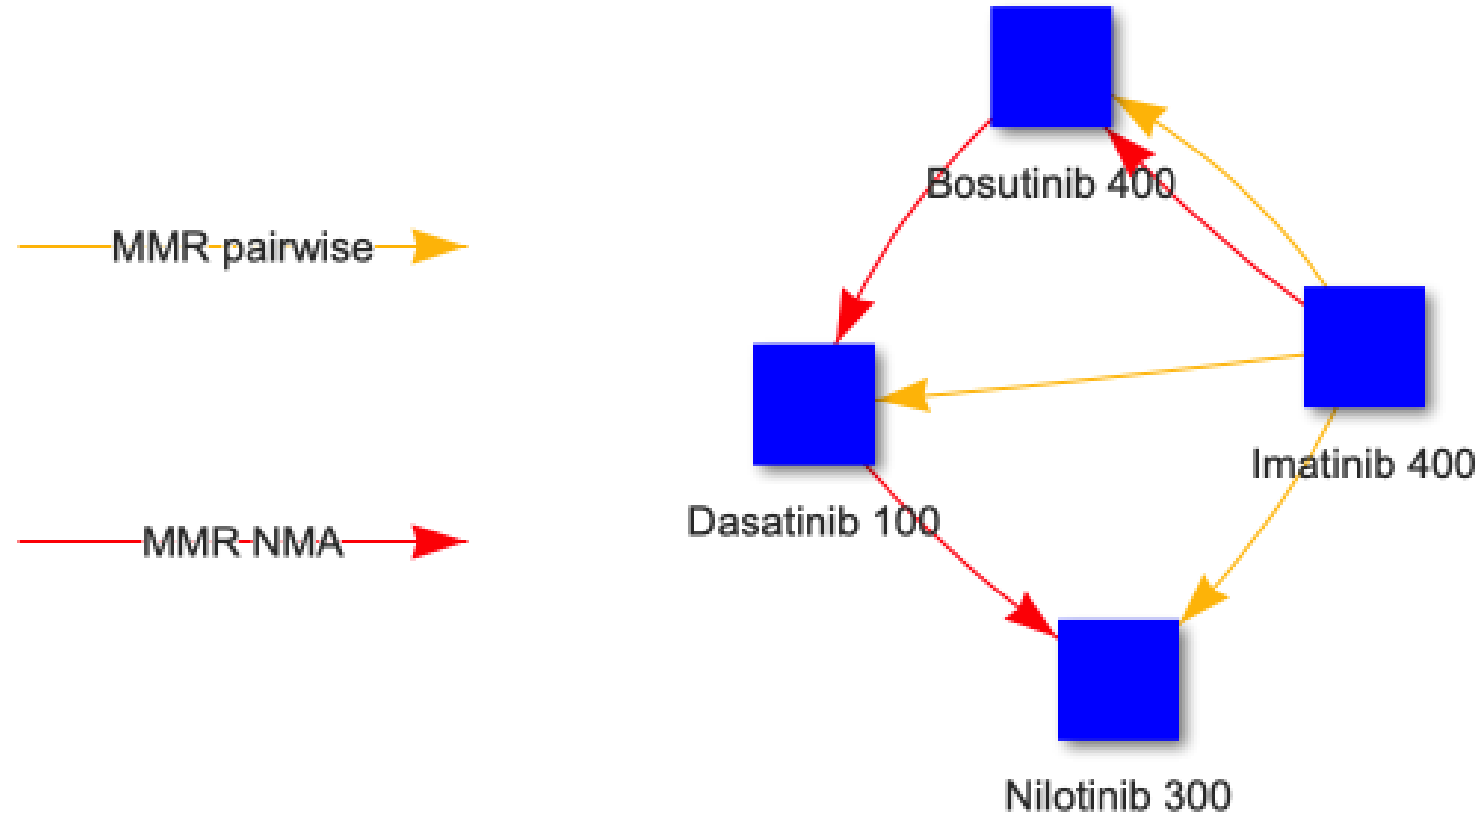 Bosutinib 400
MMR pairwise
Imatinib 400
Dasatinib 100
MMR NMA
Nilotinib 300